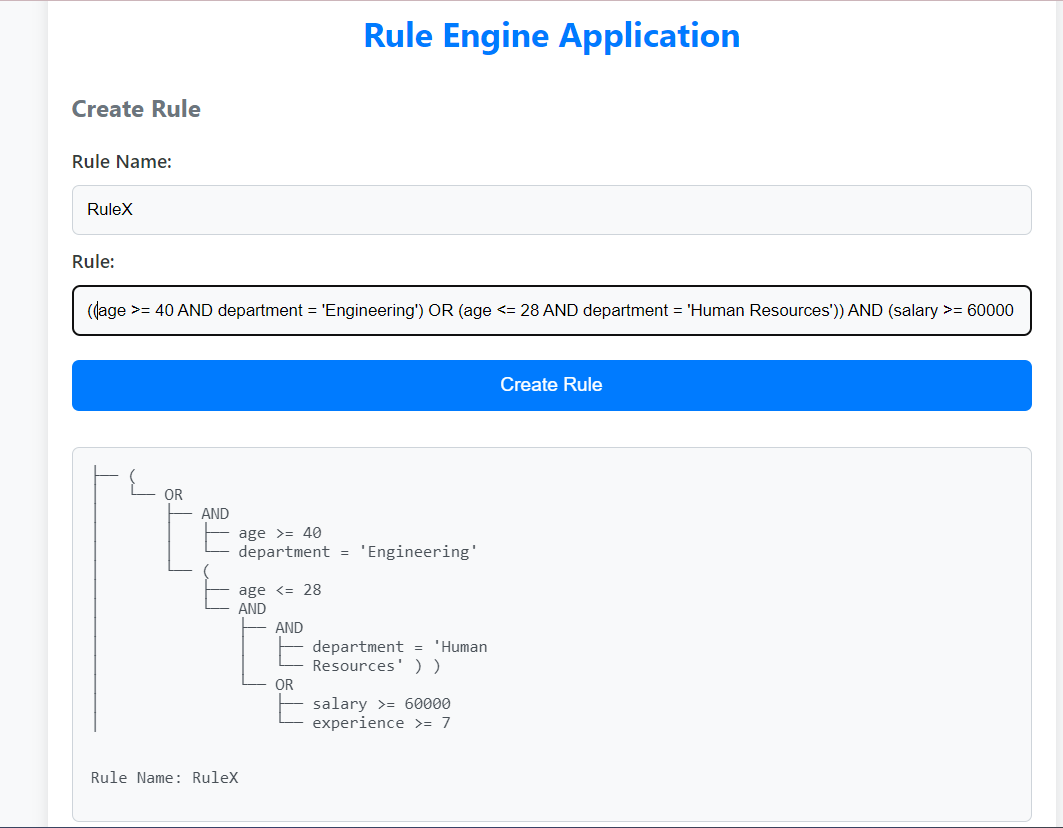 Rule Engine Application
Create Rule
Rule Name:
RuleX
Rule:
((age >= 40 AND department = 'Engineering') OR (age <= 28 AND department = 'Human Resources')) AND (salary >= 60000
Create Rule
├── (
│   └── OR
│       ├── AND
│       │   ├── age >= 40
│       │   └── department = 'Engineering'
│       └── (
│           ├── age <= 28
│           └── AND
│               ├── AND
│               │   ├── department = 'Human
│               │   └── Resources' ) )
│               └── OR
│                   ├── salary >= 60000
│                   └── experience >= 7
Rule Name: RuleX